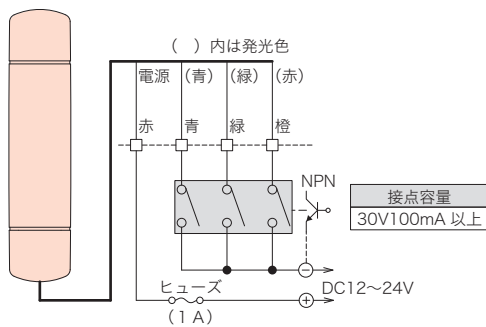 （　）内は発光色
電源 （青）（緑）（赤）
赤 青 緑 橙
NPN
接点容量
30V100mA 以上
− 
ヒューズ DC12～24V
+
（1 A）